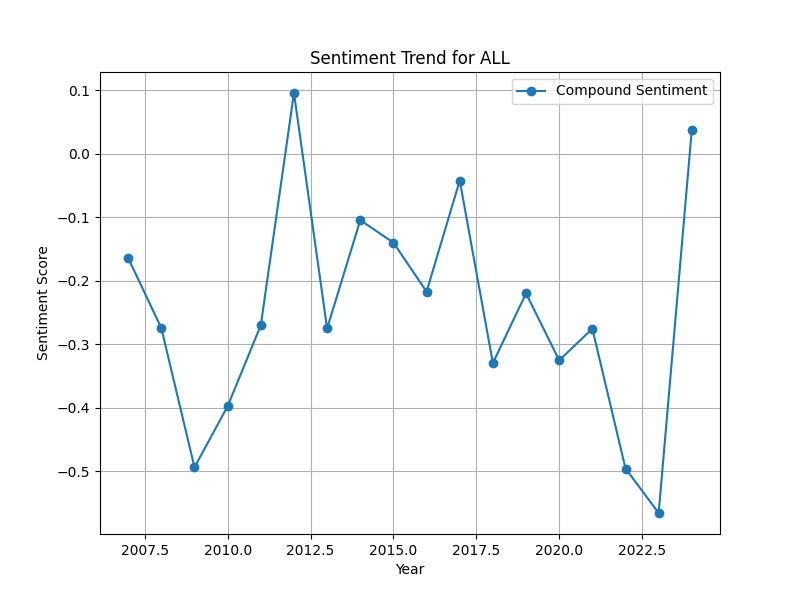 Sentiment Trend for ALL
Compound Sentiment
0.1
0.0
−0.1
−0.2
−0.3
−0.4
−0.5
Sentiment Score
2007.5 2010.0 2012.5 2015.0 2017.5 2020.0 2022.5
Year